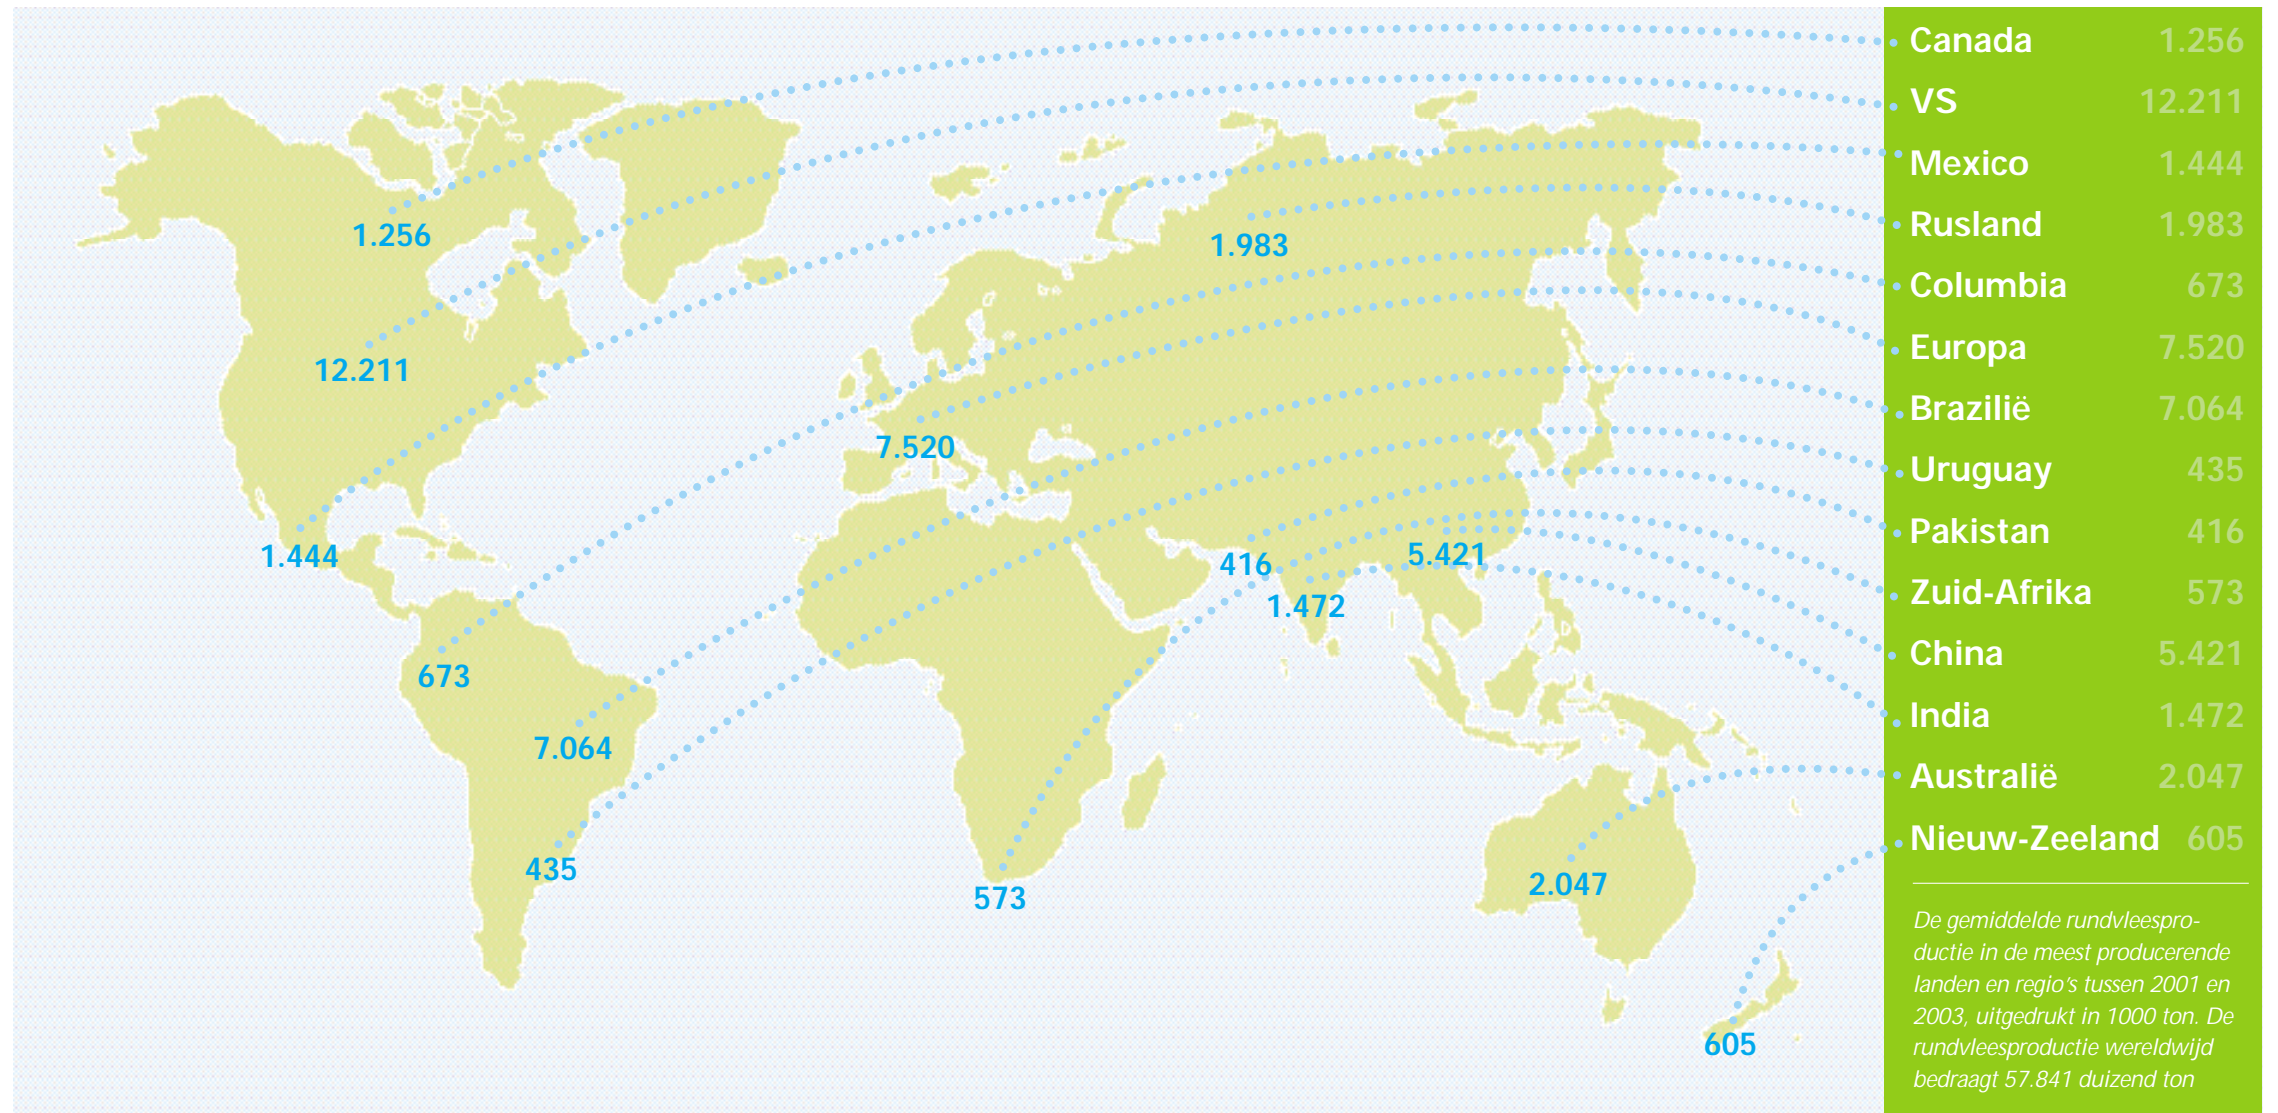 Canada 1.256
VS 12.211
Mexico 1.444
Rusland 1.983
Columbia 673
Europa 7.520
Brazilië 7.064
Uruguay 435
Pakistan 416
Zuid-Afrika 573
China 5.421
India 1.472
Australië 2.047
Nieuw-Zeeland 605
De gemiddelde rundvleespro-
ductie in de meest producerende
landen en regio's tussen 2001 en
2003, uitgedrukt in 1000 ton. De
rundvleesproductie wereldwijd
bedraagt 57.841 duizend ton
1.256
1.983
12.211
7.520
1.444
416
5.421
1.472
673
7.064
435
573
2.047
605